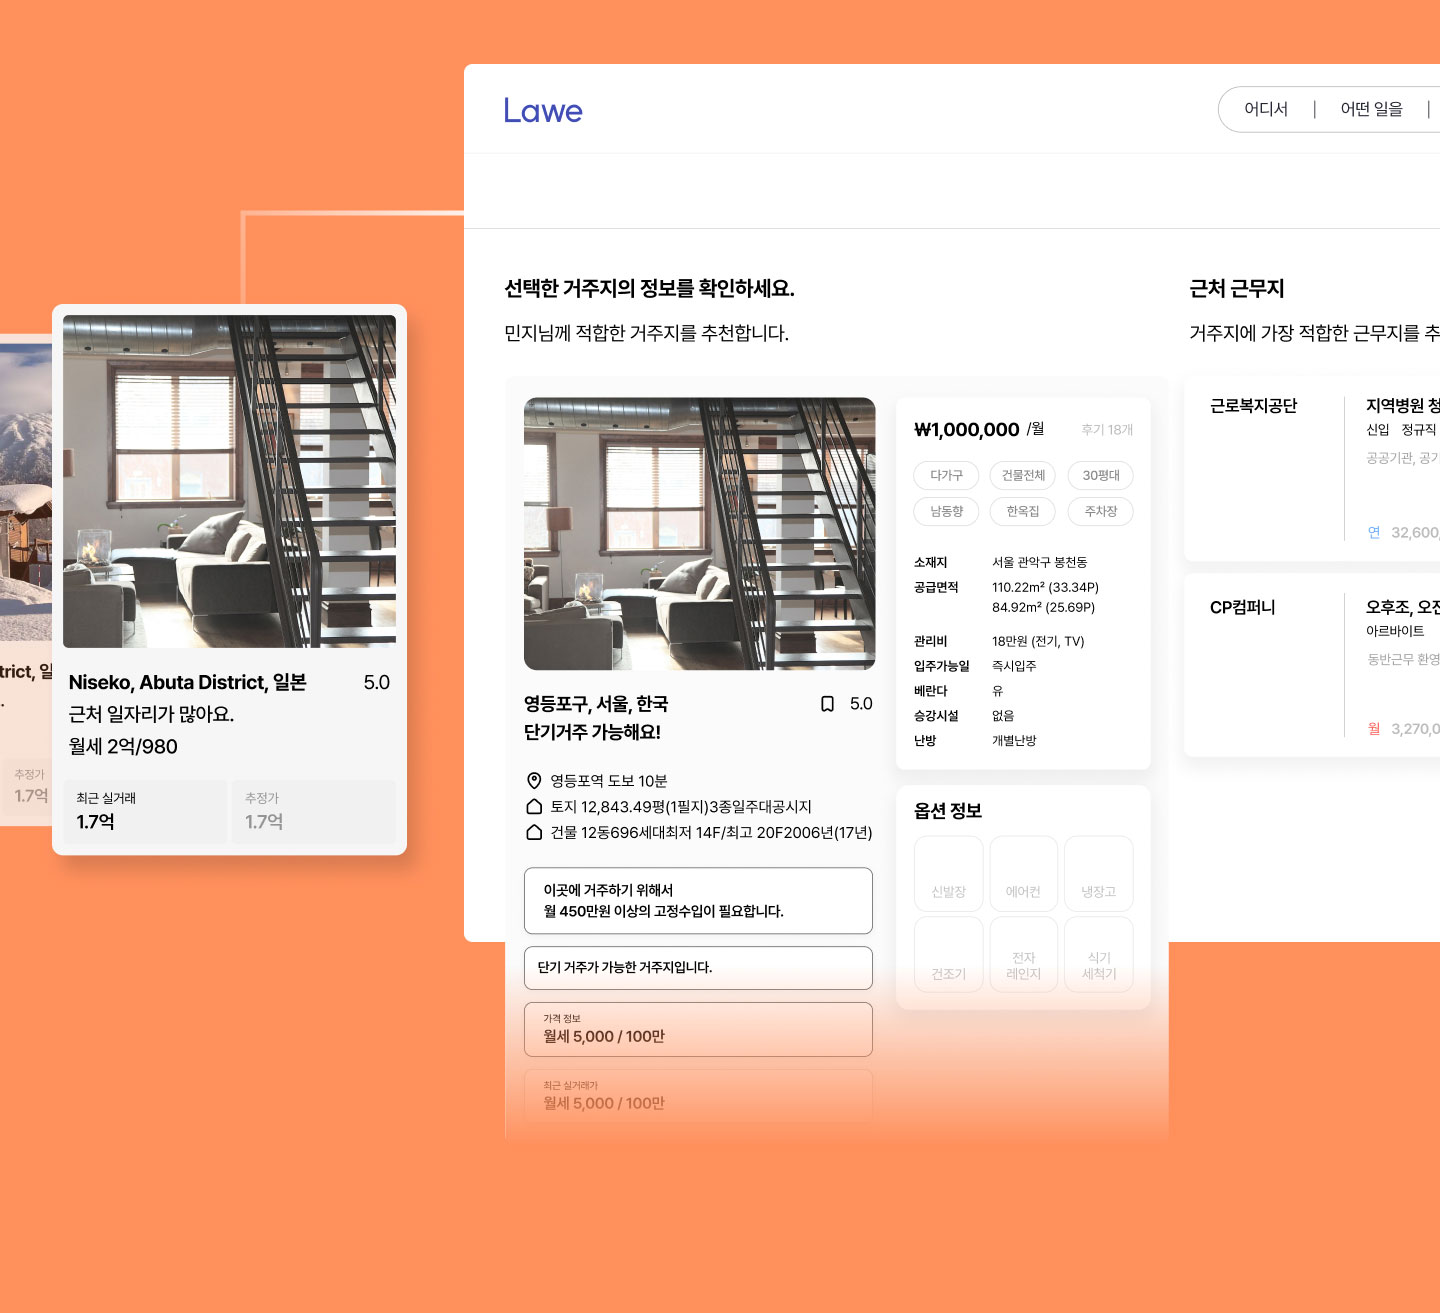 Lawe
어디서 | 어떤 일을 |
선택한 거주지의 정보를 확인하세요.
민지님께 적합한 거주지를 추천합니다.
근처 근무지
거주지에 가장 적합한 근무지를 추
trict, 일
.
추정가
1.7억
Niseko, Abuta District, 일본 5.0
근처 일자리가 많아요.
월세 2억/980
최근 실거래
1.7억
추정가
1.7억
영등포구, 서울, 한국 5.0
단기거주 가능해요!
영등포역 도보 10분
토지 12,843.49평(1필지)3종일주대공시지
건물 12동696세대최저 14F/최고 20F2006년(17년)
이곳에 거주하기 위해서
월 450만원 이상의 고정수입이 필요합니다.
단기 거주가 가능한 거주지입니다.
가격 정보
월세 5,000 / 100만
최근 실거래가
월세 5,000 / 100만
₩1,000,000 /월 후기 18개
다가구 건물전체 30평대
남동향 한옥집 주차장
소재지 서울 관악구 봉천동
공급면적 110.22m² (33.34P)
84.92m² (25.69P)
관리비 18만원 (전기, TV)
입주가능일 즉시입주
베란다 유
승강시설 없음
난방 개별난방
옵션 정보
신발장 에어컨 냉장고
건조기 전자 레인지 식기 세척기
근로복지공단
지역병원 청
신입 정규직
공공기관, 공기
연 32,600,
CP컴퍼니
오후조, 오전
아르바이트
동반근무 환영
월 3,270,0